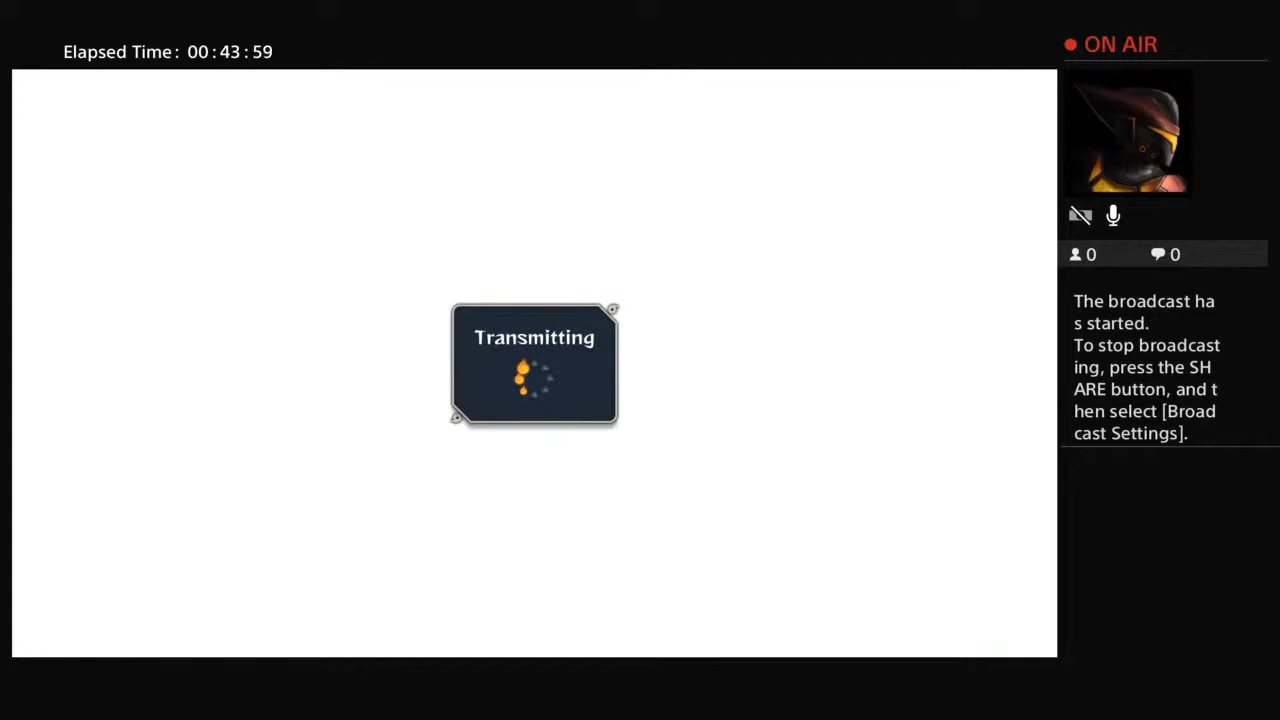 Elapsed Time: 00:43:59
ON AIR
Transmitting
0 0
The broadcast ha
s started.
To stop broadcast
ing, press the SH
ARE button, and t
hen select [Broad
cast Settings].